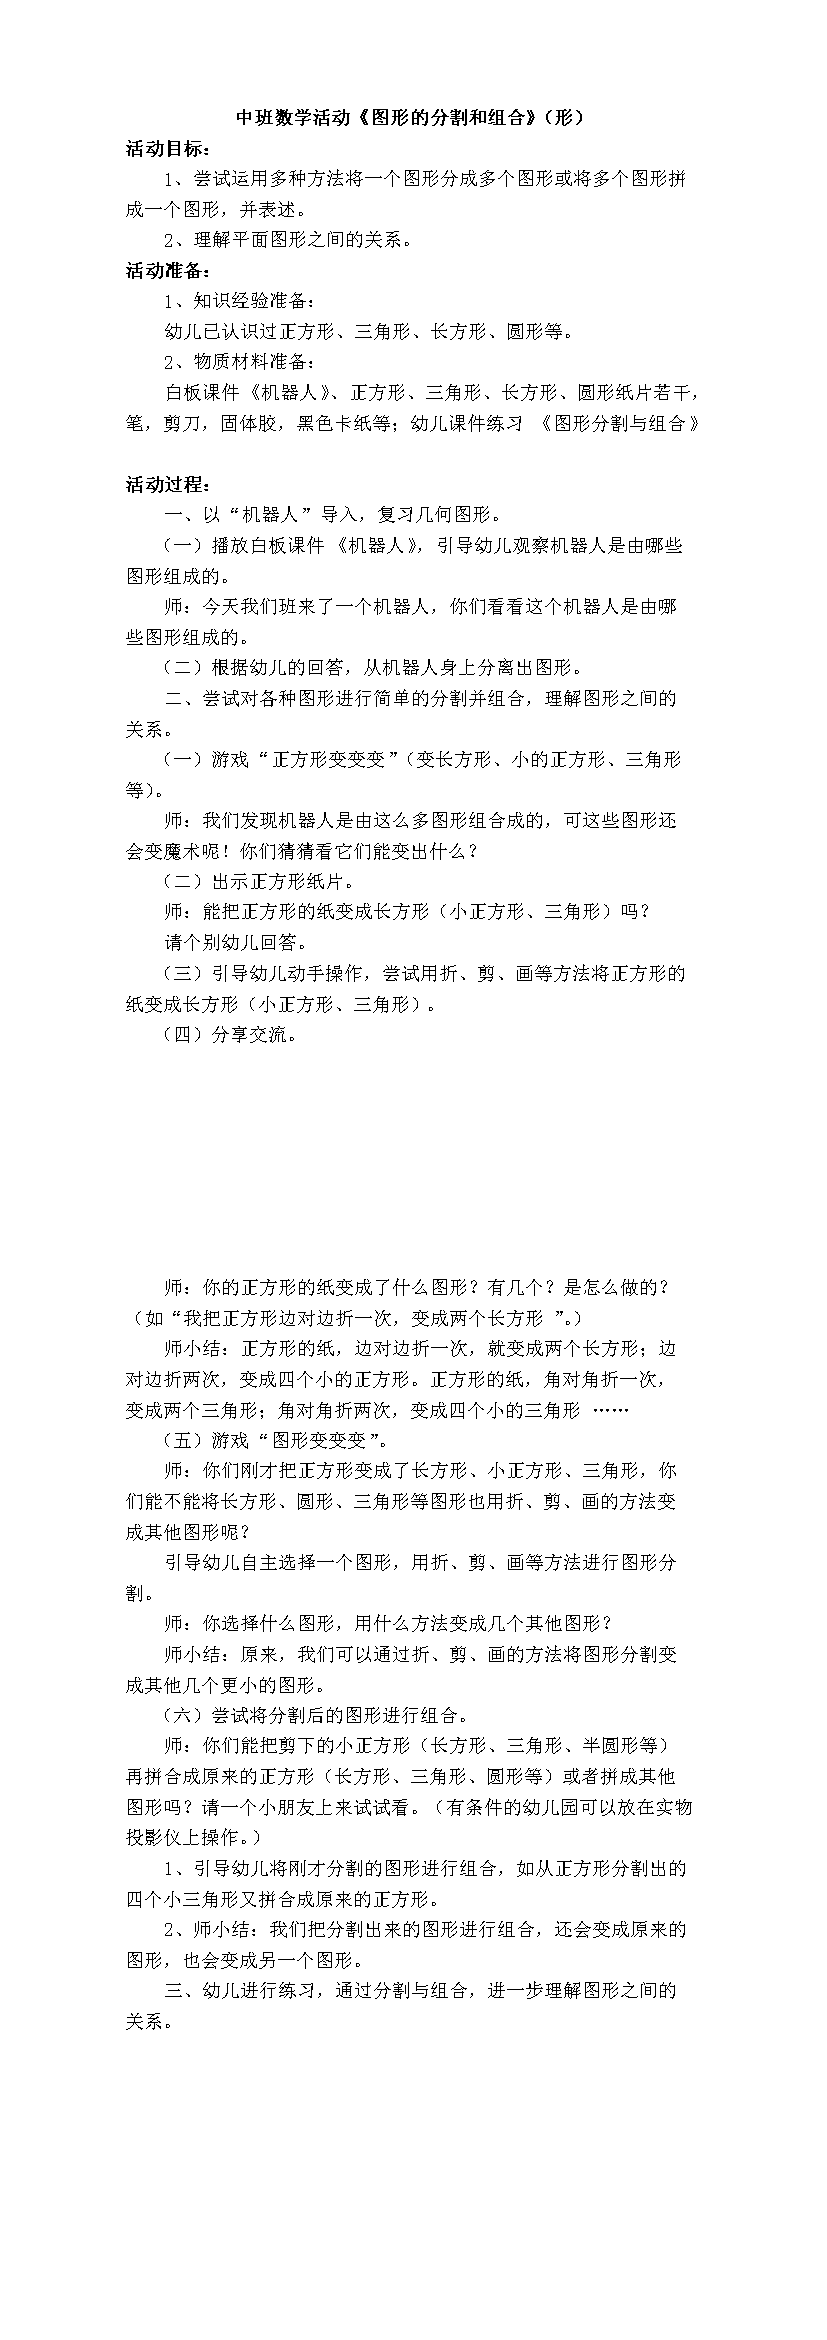 中班数学活动《图形的分割和组合》（形）
活动目标：
1、尝试运用多种方法将一个图形分成多个图形或将多个图形拼
成一个图形，并表述。
2、理解平面图形之间的关系。
活动准备：
1、知识经验准备：
幼儿已认识过正方形、三角形、长方形、圆形等。
2、物质材料准备：
白板课件《机器人》、正方形、三角形、长方形、圆形纸片若干，
笔，剪刀，固体胶，黑色卡纸等；幼儿课件练习 《图形分割与组合》
活动过程：
一、以“机器人”导入，复习几何图形。
（一）播放白板课件 《机器人》，引导幼儿观察机器人是由哪些
图形组成的。
师：今天我们班来了一个机器人，你们看看这个机器人是由哪
些图形组成的。
（二）根据幼儿的回答，从机器人身上分离出图形。
二、尝试对各种图形进行简单的分割并组合，理解图形之间的
关系。
（一）游戏“正方形变变变”（变长方形、小的正方形、三角形
等）。
师：我们发现机器人是由这么多图形组合成的，可这些图形还
会变魔术呢！你们猜猜看它们能变出什么？
（二）出示正方形纸片。
师：能把正方形的纸变成长方形（小正方形、三角形）吗？
请个别幼儿回答。
（三）引导幼儿动手操作，尝试用折、剪、画等方法将正方形的
纸变成长方形（小正方形、三角形）。
（四）分享交流。
师：你的正方形的纸变成了什么图形？有几个？是怎么做的？
（如“我把正方形边对边折一次，变成两个长方形 ”。）
师小结：正方形的纸，边对边折一次，就变成两个长方形；边
对边折两次，变成四个小的正方形。正方形的纸，角对角折一次，
变成两个三角形；角对角折两次，变成四个小的三角形 ……
（五）游戏“图形变变变”。
师：你们刚才把正方形变成了长方形、小正方形、三角形，你
们能不能将长方形、圆形、三角形等图形也用折、剪、画的方法变
成其他图形呢？
引导幼儿自主选择一个图形，用折、剪、画等方法进行图形分
割。
师：你选择什么图形，用什么方法变成几个其他图形？
师小结：原来，我们可以通过折、剪、画的方法将图形分割变
成其他几个更小的图形。
（六）尝试将分割后的图形进行组合。
师：你们能把剪下的小正方形（长方形、三角形、半圆形等）
再拼合成原来的正方形（长方形、三角形、圆形等）或者拼成其他
图形吗？请一个小朋友上来试试看。（有条件的幼儿园可以放在实物
投影仪上操作。）
1、引导幼儿将刚才分割的图形进行组合，如从正方形分割出的
四个小三角形又拼合成原来的正方形。
2、师小结：我们把分割出来的图形进行组合，还会变成原来的
图形，也会变成另一个图形。
三、幼儿进行练习，通过分割与组合，进一步理解图形之间的
关系。